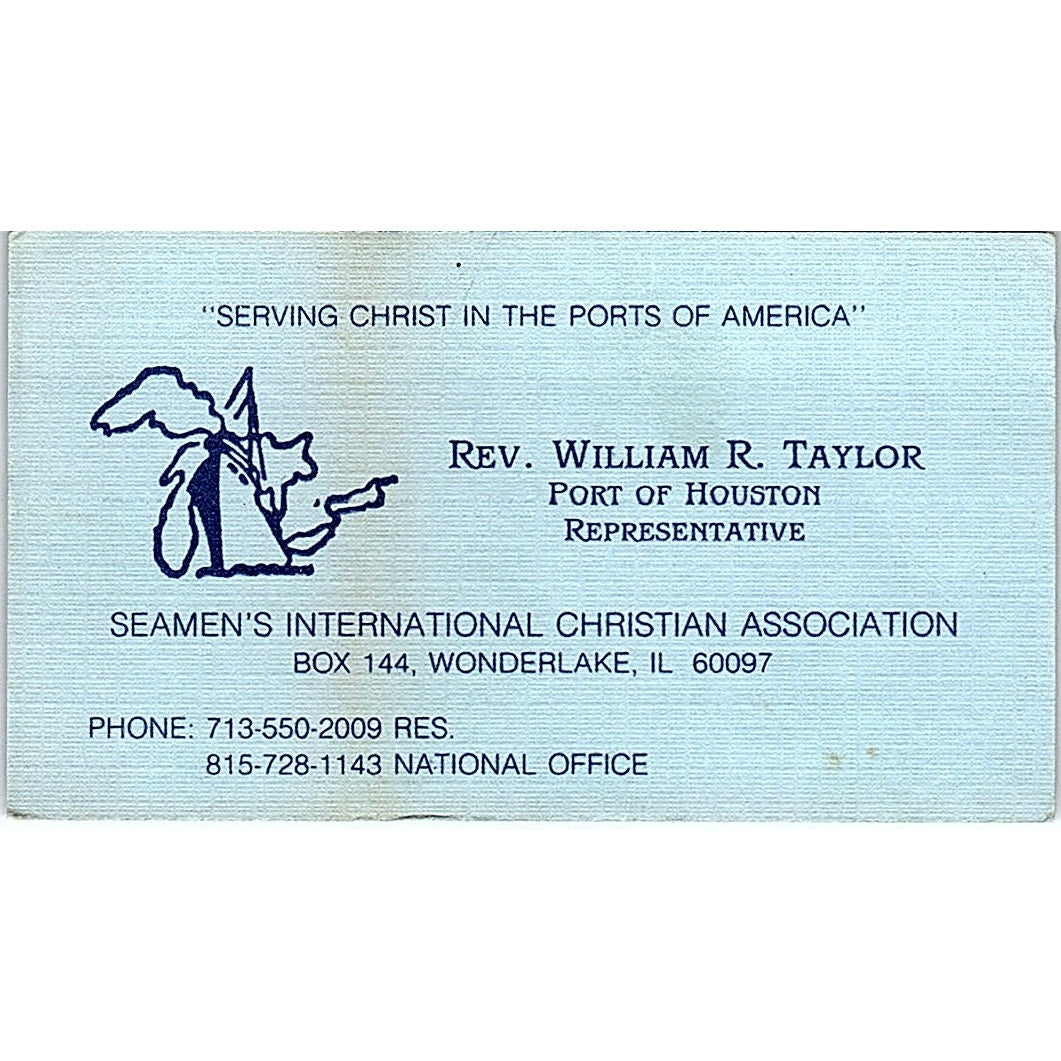 "SERVING CHRIST IN THE PORTS OF AMERICA"
REV. WILLIAM R. TAYLOR
PORT OF HOUSTON
REPRESENTATIVE
SEAMEN'S INTERNATIONAL CHRISTIAN ASSOCIATION
BOX 144, WONDERLAKE, IL 60097
PHONE: 713-550-2009 RES.
815-728-1143 NATIONAL OFFICE